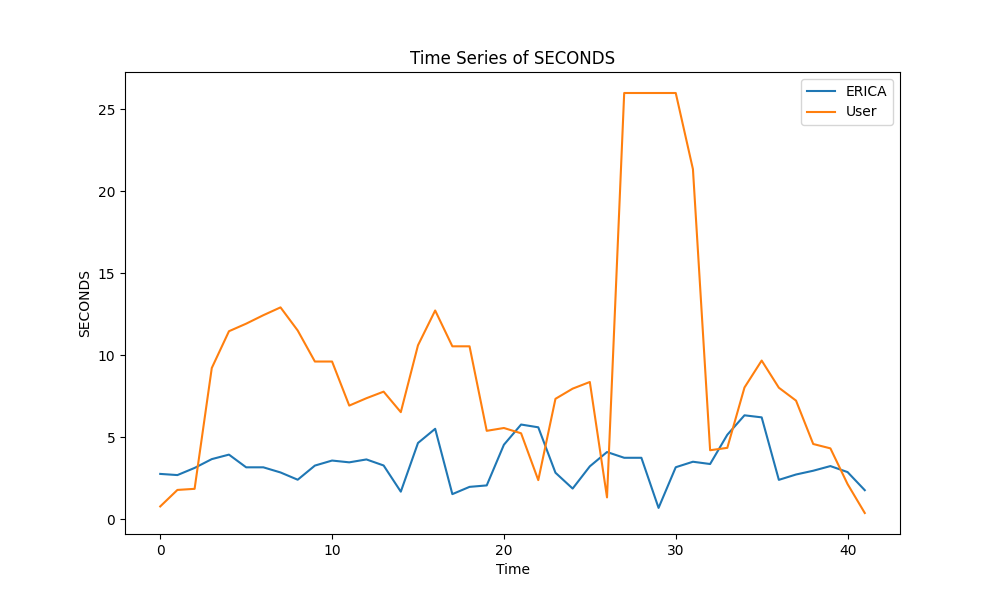 Time Series of SECONDS
ERICA
User
SECONDS
25
20
15
10
5
0
0 10 20 30 40
Time